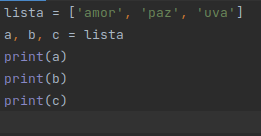 lista = ['amor', 'paz', 'uva']
a, b, c = lista
print(a)
print(b)
print(c)